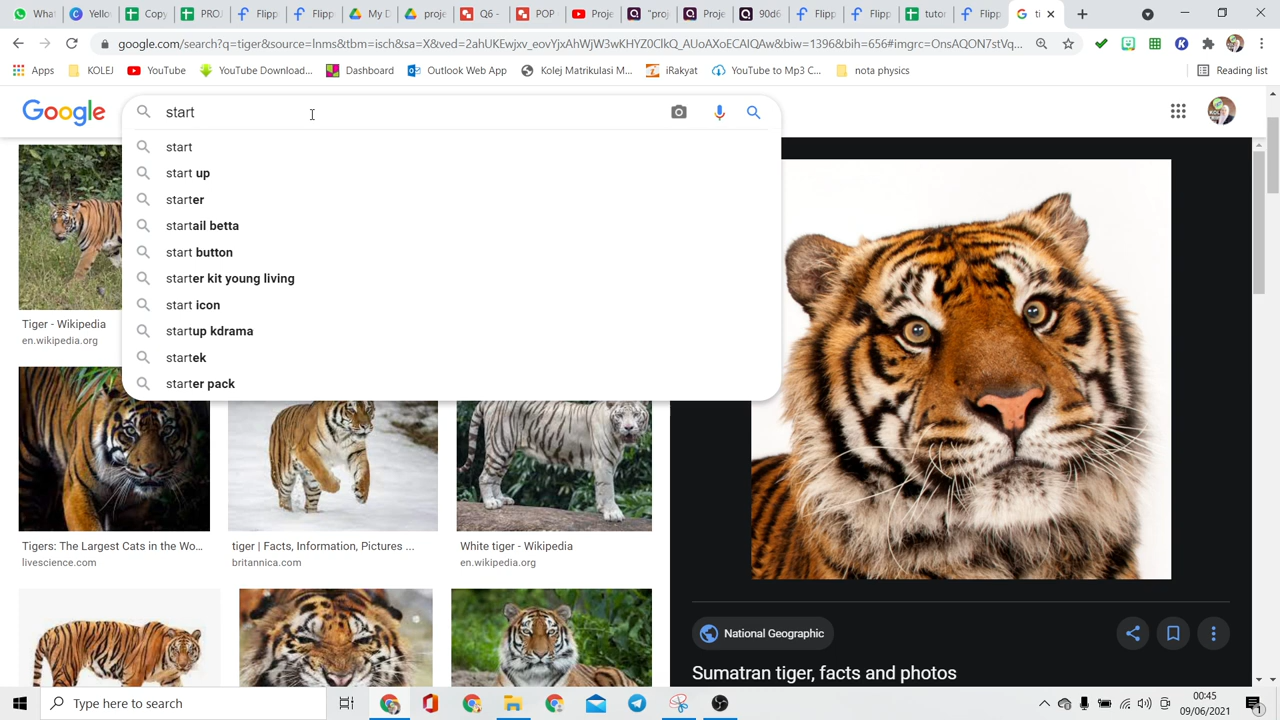 What
Copy
PRO
Flipp
Flipp
My D
proje
Q6 -
POP
Proje
"proj
Prin
90d
Flipp
Flipp
tutor
Flipp
ti
google.com/search?q=tiger&source=lnms&tbm=isch&sa=X&ved=2ahUKEwjxv_eovYjxAhWjW3wKHYZ0ClkQ_AUoAXoECAIQAw&biw=1396&bih=656#imgrc=OnsAQON7stVq...
Apps
KOLEJ
YouTube
YouTube Download...
Dashboard
Outlook Web App
Kolej Matrikulasi M...
iRakyat
YouTube to Mp3 C...
nota physics
Reading list
Google
start
start
start up
starter
startail betta
start button
starter kit young living
start icon
startup kdrama
startek
starter pack
Tiger - Wikipedia
en.wikipedia.org
Tigers: The Largest Cats in the Wo...
livescience.com
tiger | Facts, Information, Pictures ...
britannica.com
White tiger - Wikipedia
en.wikipedia.org
National Geographic
Sumatran tiger, facts and photos
Type here to search
00:45
09/06/2021
1